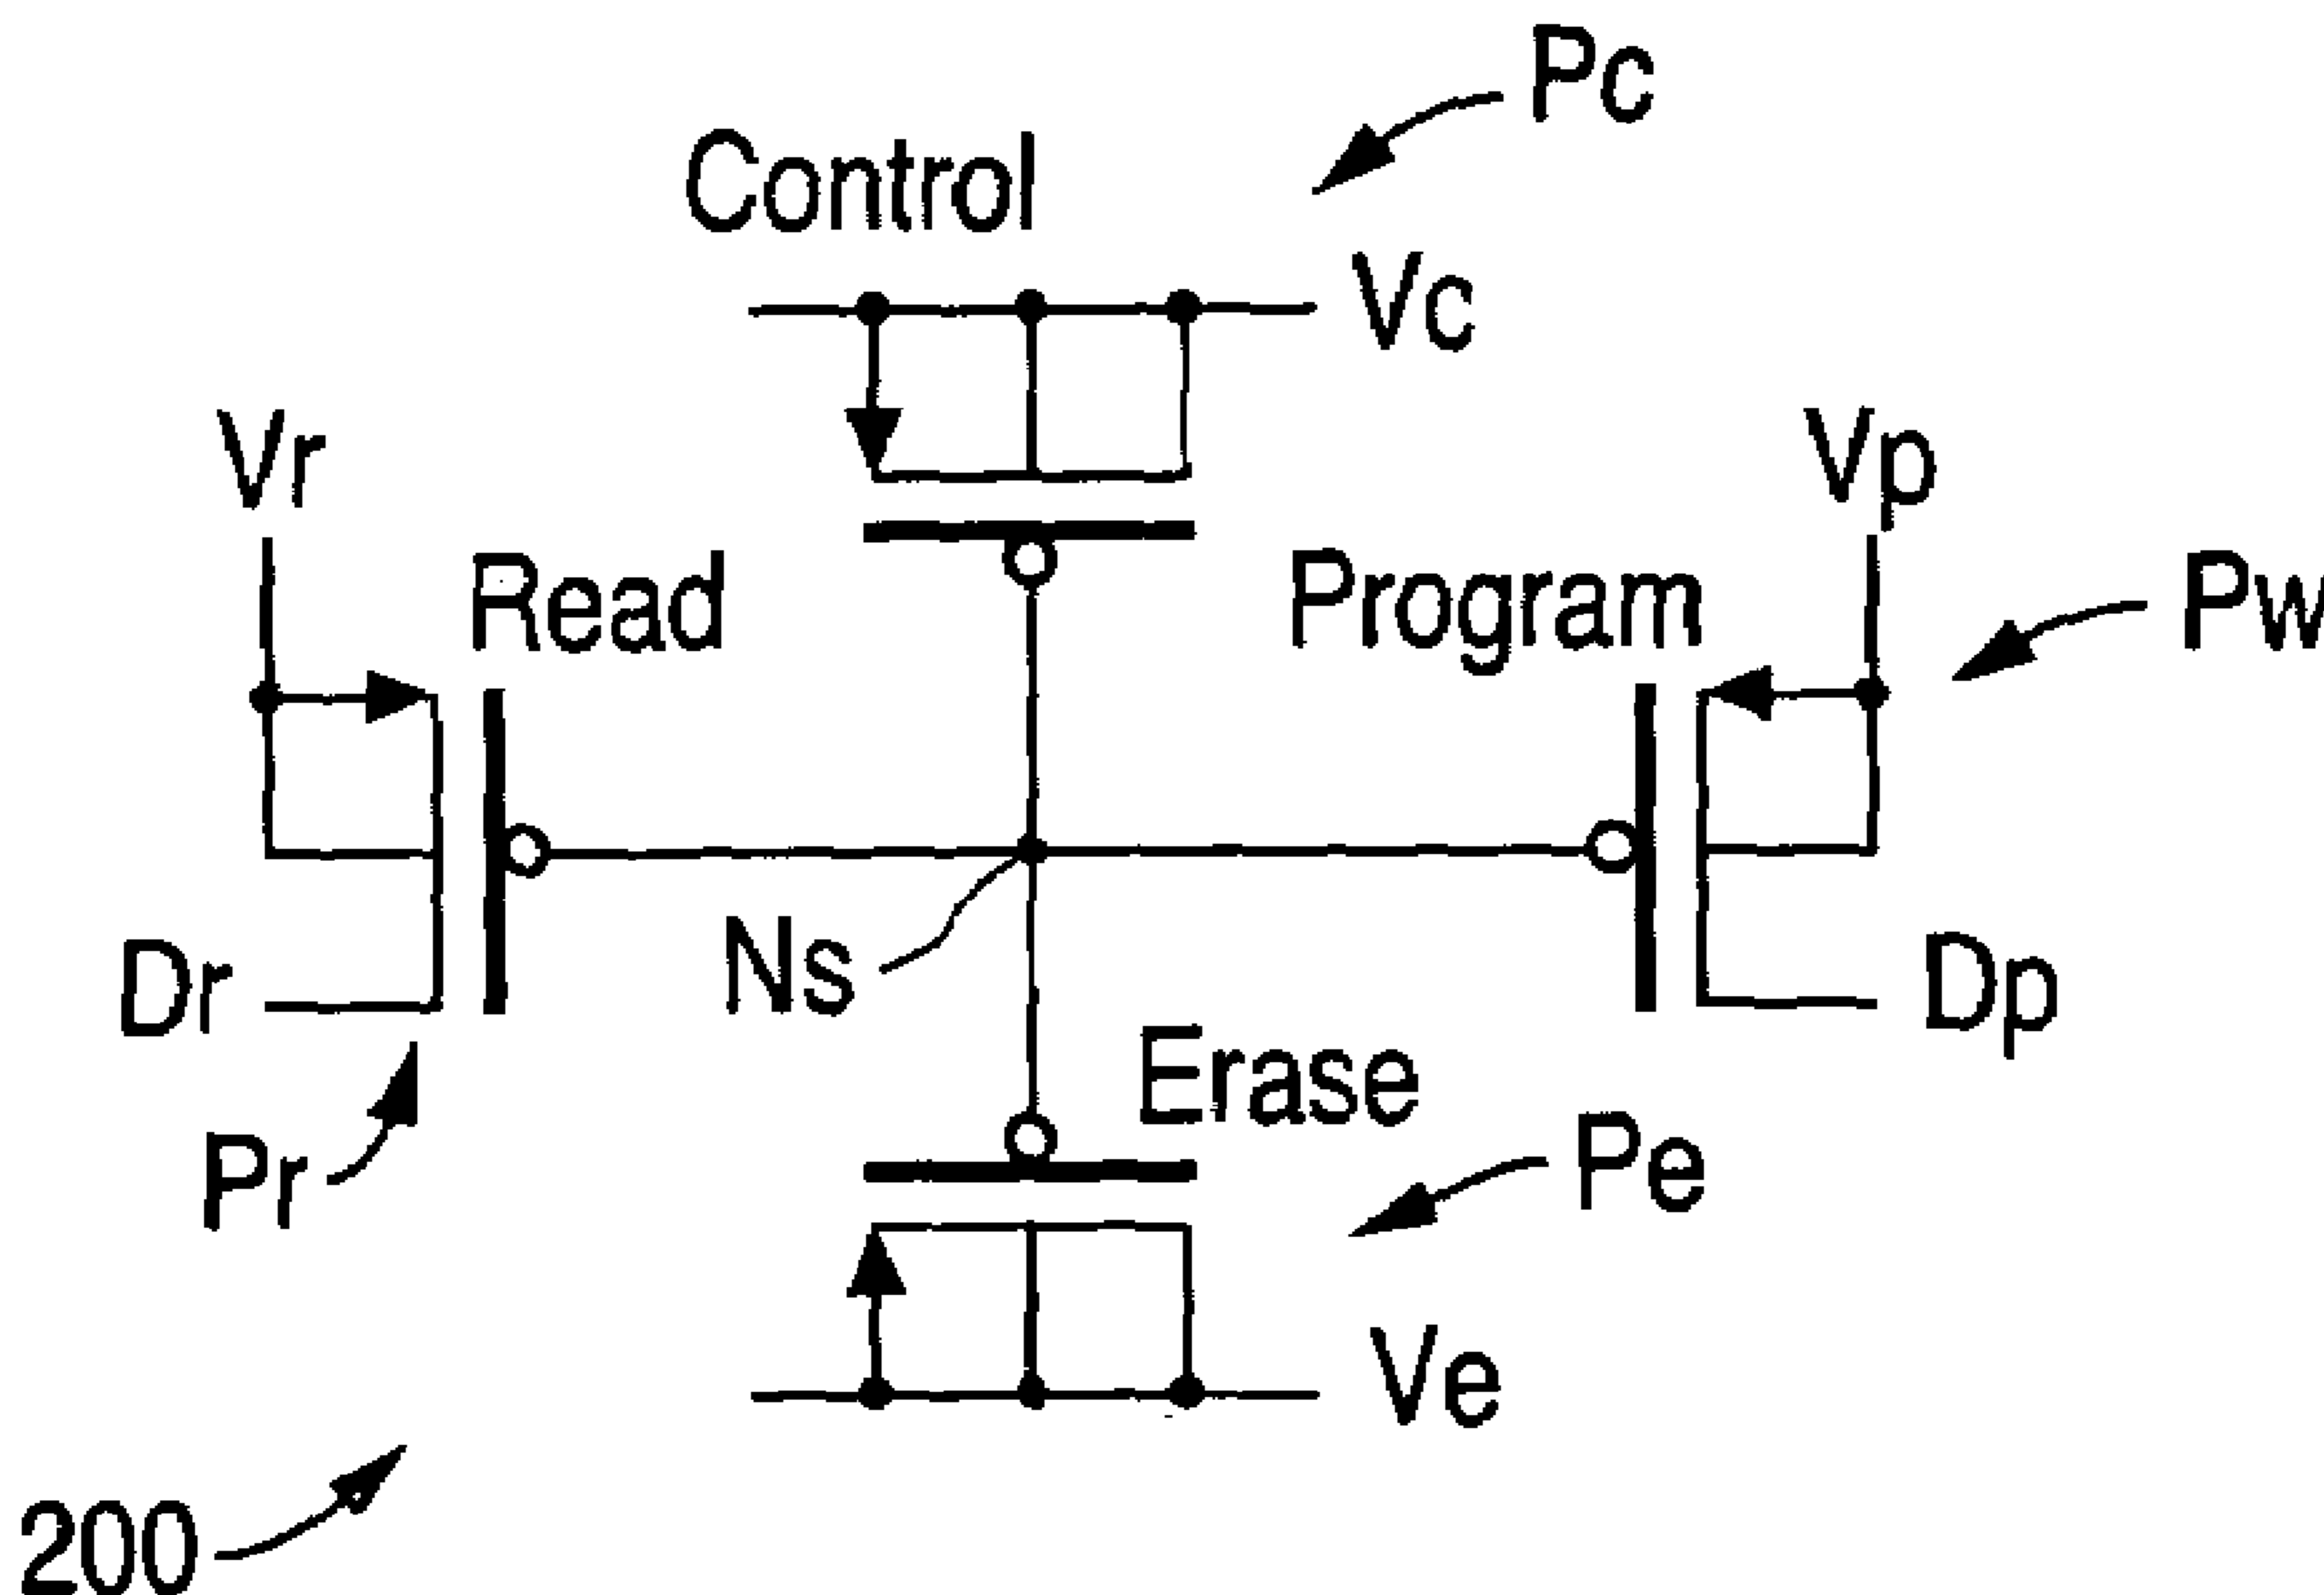 Pc
Control
Vc
Vr
Vp
Read
Program
Pw
Ns
Dr
Dp
Erase
Pr
Pe
Ve
200